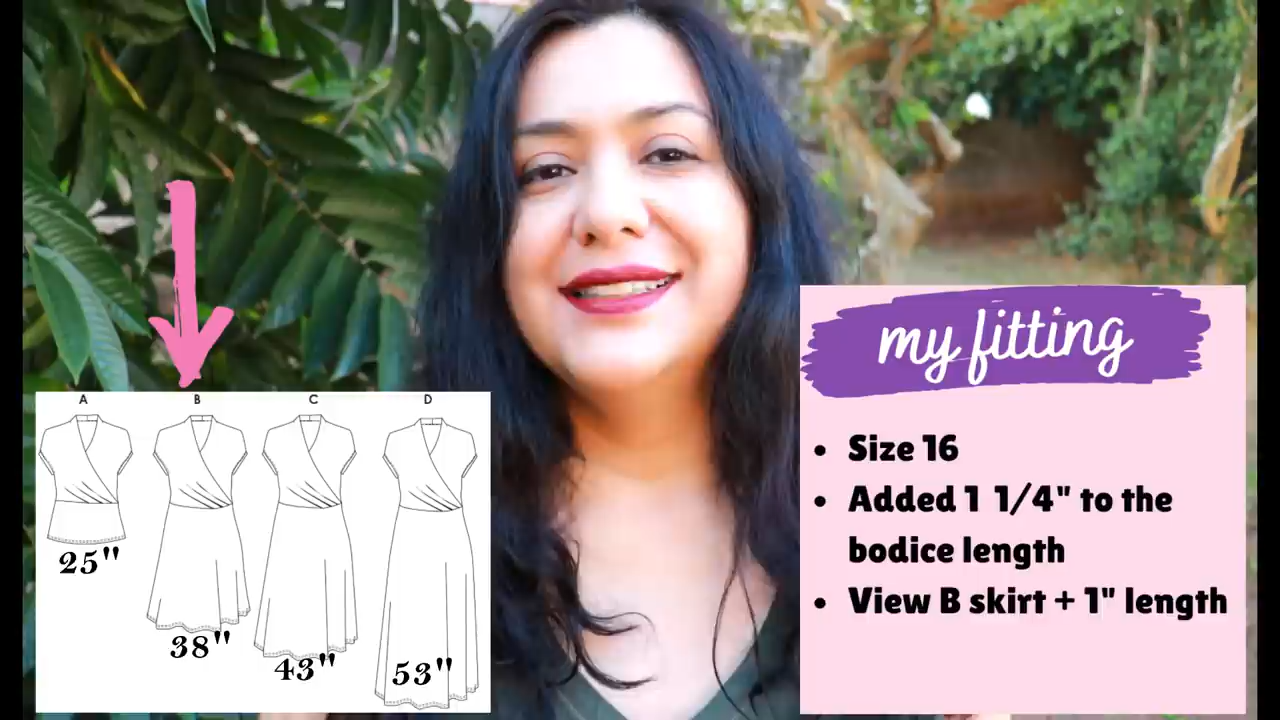 A B C D
25"
38"
43"
53"
my fitting
• Size 16
• Added 1 1/4" to the
bodice length
• View B skirt + 1" length